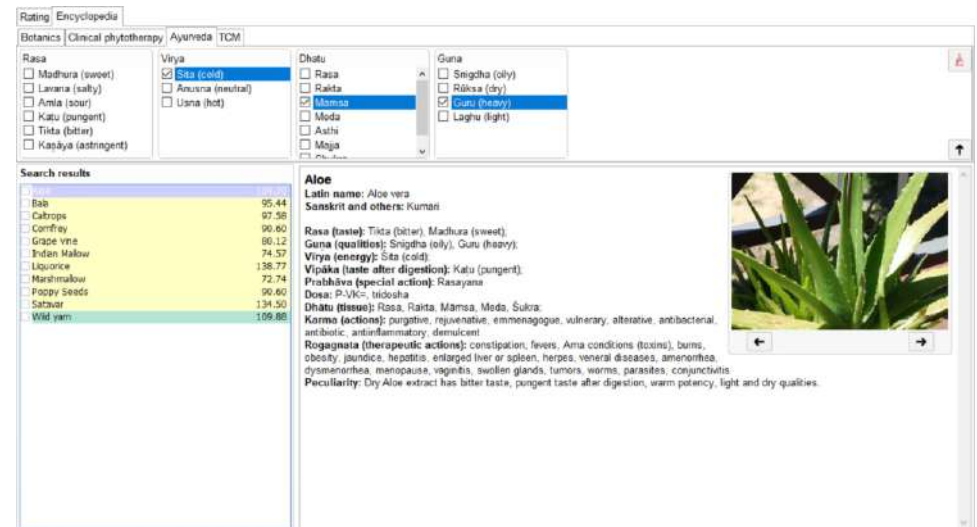 Rating Encyclopedia
Botanics Clinical phytotherapy Ayurveda TCM
Rasa
Madhura (sweet)
Lavana (salty)
Amla (sour)
Katu (pungent)
Tikta (bitter)
Kaṣāya (astringent)
Virya
Sita (cold)
Anusna (neutral)
Usna (hot)
Dhatu
Rasa
Rakta
Mamsa
Meda
Asthi
Majja
Guna
Snigdha (oily)
Rūksa (dry)
Guru (heavy)
Laghu (light)
Search results
Aloe
Bala 95.44
Caltrops 97.58
Comfrey 90.60
Grape vine 80.12
Indian Mallow 74.57
Liquorice 138.77
Marshmallow 72.74
Poppy Seeds 90.60
Satavar 134.50
Wild yam 109.88
Aloe
Latin name: Aloe vera
Sanskrit and others: Kumari
Rasa (taste): Tikta (bitter), Madhura (sweet);
Guṇa (qualities): Snigdha (oily), Guru (heavy);
Vīrya (energy): Śita (cold);
Vipāka (taste after digestion): Katu (pungent);
Prabhāva (special action): Rasayana
Dosa: P-VK=, tridosha
Dhātu (tissue): Rasa, Rakta, Māmsa, Meda, Śukra;
Karma (actions): purgative, rejuvenative, emmenagogue, vulnerary, alterative, antibacterial,
antibiotic, antiinflammatory, demulcent
Rogagnata (therapeutic actions): constipation, fevers, Ama conditions (toxins), burns,
obesity, jaundice, hepatitis, enlarged liver or spleen, herpes, veneral diseases, amenorrhea,
dysmenorrhea, menopause, vaginitis, swollen glands, tumors, worms, parasites, conjunctivitis
Peculiarity: Dry Aloe extract has bitter taste, pungent taste after digestion, warm potency, light and dry qualities.